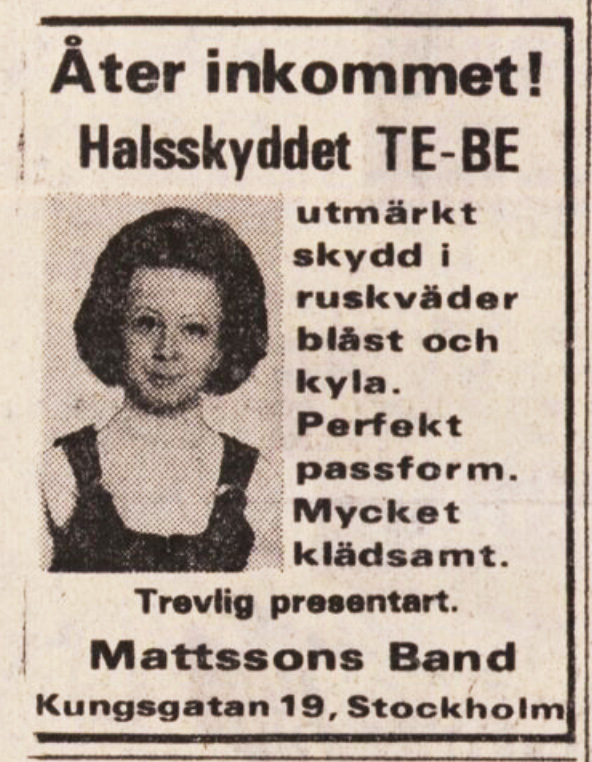 Åter inkommet!
Halsskyddet TE-BE
utmärkt
skydd i
ruskväder
blåst och
kyla.
Perfekt
passform.
Mycket
klädsamt.
Trevlig presentart.
Mattssons Band
Kungsgatan 19, Stockholm